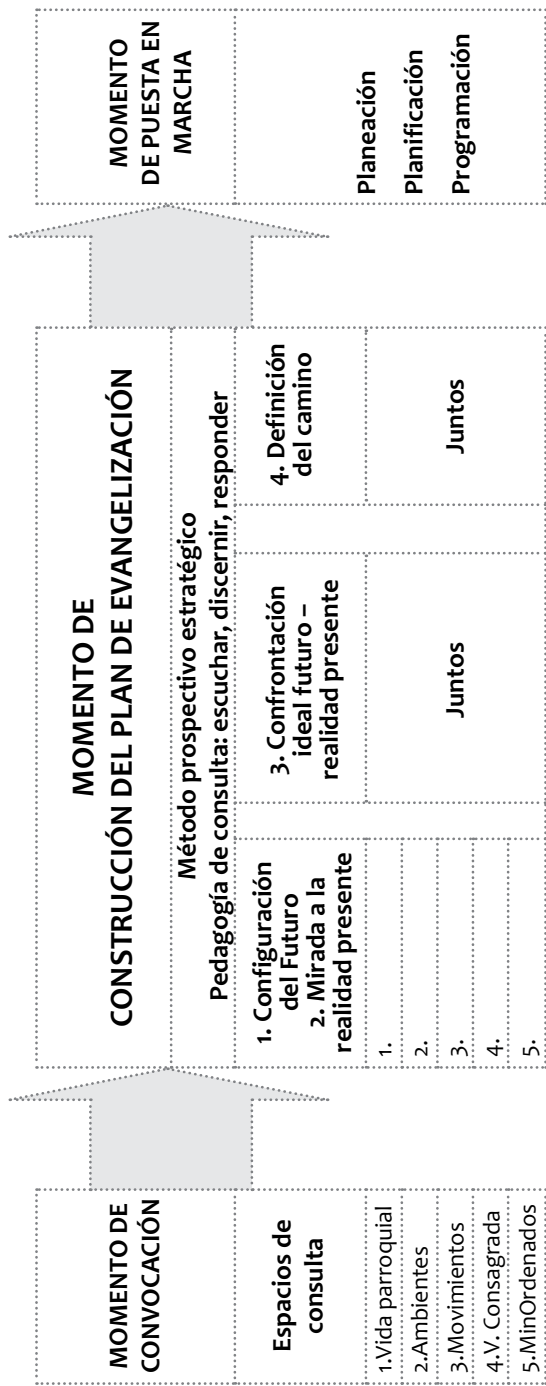 MOMENTO DE
CONVOCACIÓN
Espacios de
consulta
1.Vida parroquial
2.Ambientes
3.Movimientos
4.V. Consagrada
5.MinOrdenados
MOMENTO DE
CONSTRUCCIÓN DEL PLAN DE EVANGELIZACIÓN
Método prospectivo estratégico
Pedagogía de consulta: escuchar, discernir, responder
1. Configuración
del Futuro
2. Mirada a la
realidad presente
1.
2.
3.
4.
5.
3. Confrontación
ideal futuro –
realidad presente
Juntos
4. Definición
del camino
Juntos
MOMENTO
DE PUESTA EN
MARCHA
Planeación
Planificación
Programación